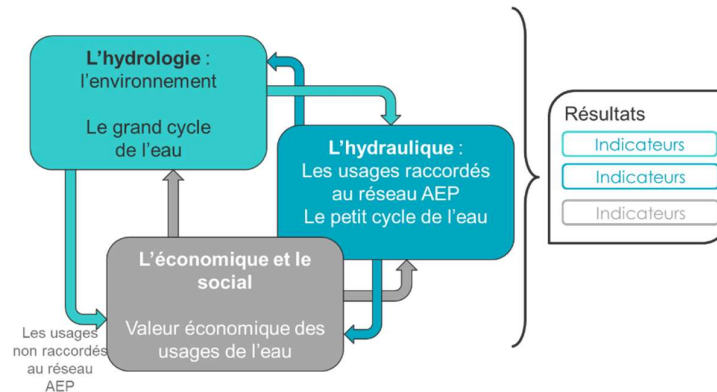 L'hydrologie :
l'environnement
Le grand cycle
de l'eau
L'hydraulique :
Les usages raccordés
au réseau AEP
Le petit cycle de l'eau
L'économique et le
social
Valeur économique des
usages de l'eau
Les usages
non raccordés
au réseau
AEP
Résultats
Indicateurs
Indicateurs
Indicateurs